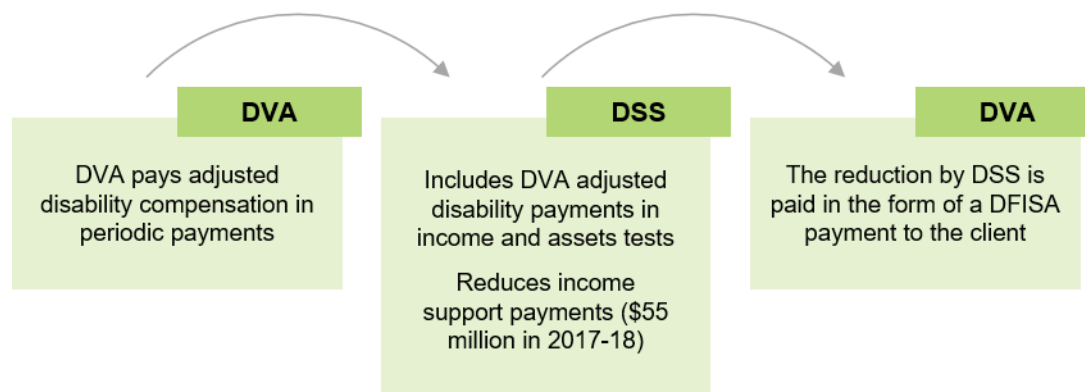 DVA
DVA pays adjusted
disability compensation in
periodic payments
DSS
Includes DVA adjusted
disability payments in
income and assets tests
Reduces income
support payments ($55
million in 2017-18)
DVA
The reduction by DSS is
paid in the form of a DFISA
payment to the client